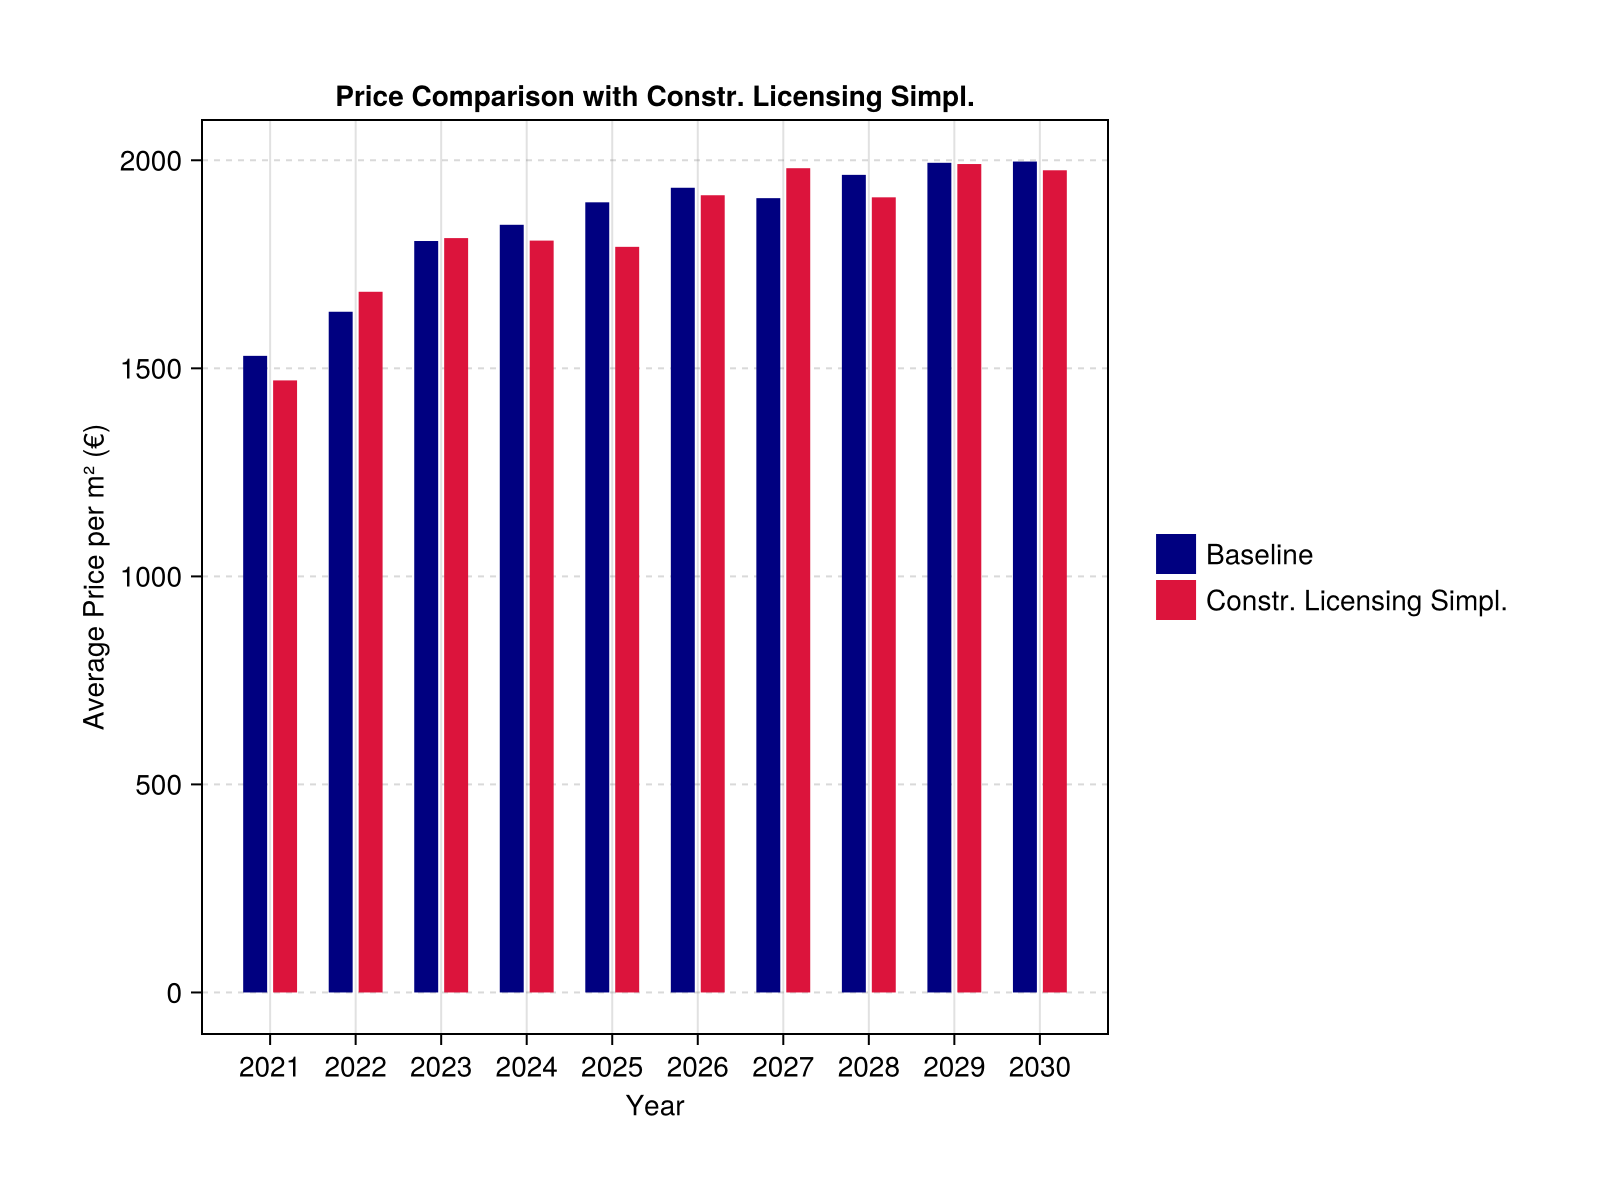 Price Comparison with Constr. Licensing Simpl.
2000
1500
1000
500
0
Average Price per m² (€)
2021 2022 2023 2024 2025 2026 2027 2028 2029 2030
Year
Baseline
Constr. Licensing Simpl.